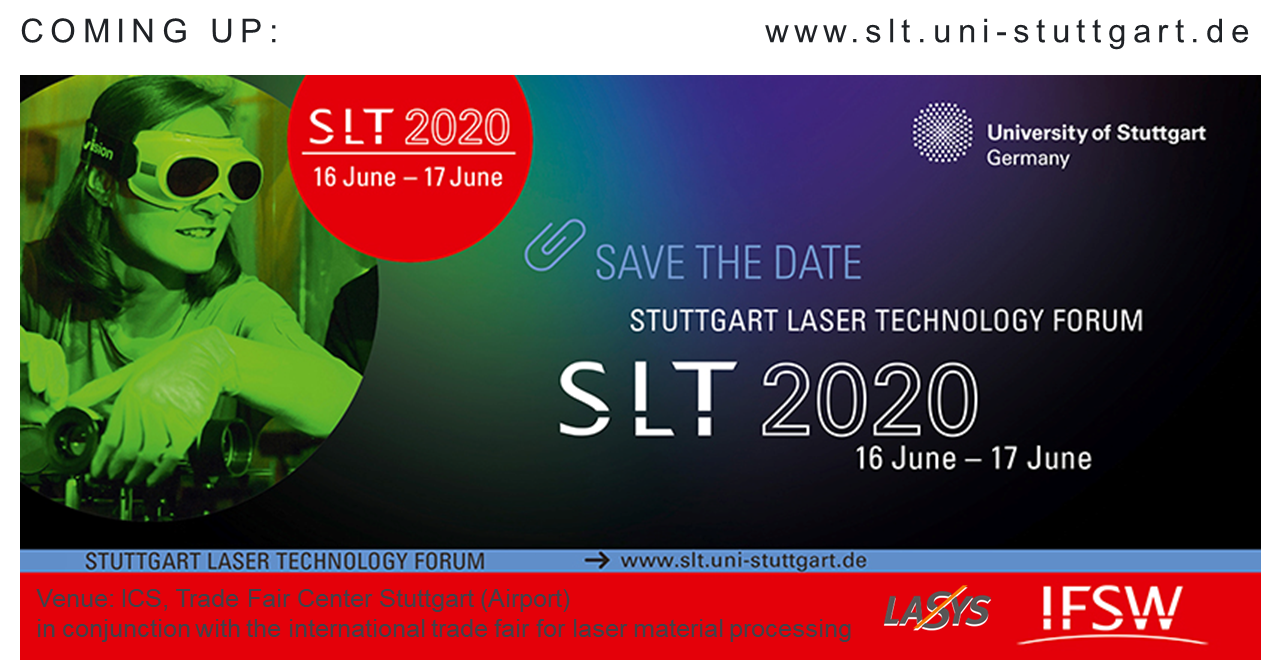 COMING UP:
www.slt.uni-stuttgart.de
SLT 2020
16 June – 17 June
University of Stuttgart
Germany
SAVE THE DATE
STUTTGART LASER TECHNOLOGY FORUM
SLT 2020
16 June – 17 June
STUTTGART LASER TECHNOLOGY FORUM → www.slt.uni-stuttgart.de
Venue: ICS, Trade Fair Center Stuttgart (Airport)
in conjunction with the international trade fair for laser material processing
LASYS
IFSW